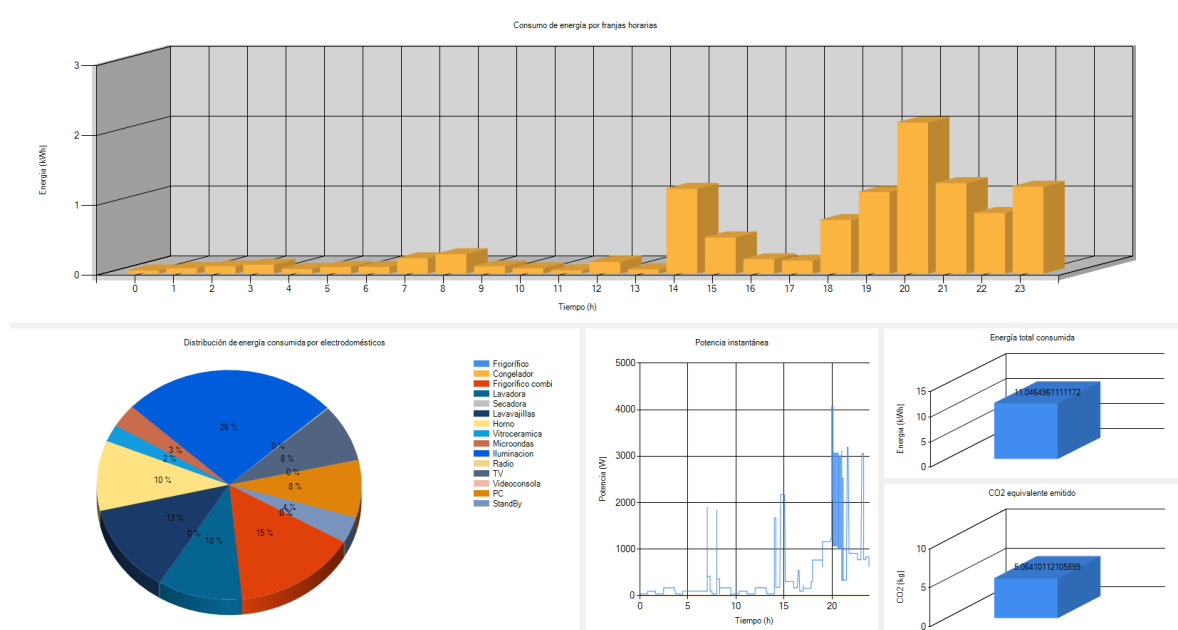 Consumo de energía por franjas horarias
3
2
1
0
Energia [kWh]
0 1 2 3 4 5 6 7 8 9 10 11 12 13 14 15 16 17 18 19 20 21 22 23
Tiempo (h)
Distribución de energía consumida por electrodomésticos
26 %
0 %
8 %
0 %
8 %
4 %
0 %
15 %
10 %
0 %
13 %
10 %
2 %
3 %
Frigorífico
Congelador
Frigorífico combi
Lavadora
Secadora
Lavavajillas
Horno
Vitroceramica
Microondas
Iluminacion
Radio
TV
Videoconsola
PC
StandBy
Potencia instantánea
5000
4000
3000
2000
1000
0
Potencia [W]
0 5 10 15 20
Tiempo (h)
Energía total consumida
15
10
5
0
Energia [kWh]
11.0464961111172
CO2 equivalente emitido
10
5
0
CO2 [kg]
5.06410112105899